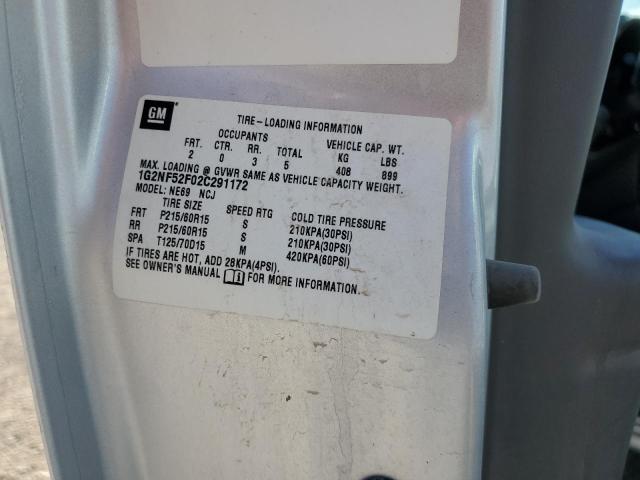 GM
TIRE-LOADING INFORMATION
OCCUPANTS VEHICLE CAP. WT.
FRT. CTR. RR. TOTAL KG LBS
2 0 3 5 408 899
MAX. LOADING @ GVWR SAME AS VEHICLE CAPACITY WEIGHT.
1G2NF52F02C291172
MODEL: NE69 NCJ
TIRE SIZE SPEED RTG COLD TIRE PRESSURE
FRT P215/60R15 S 210KPA(30PSI)
RR P215/60R15 S 210KPA(30PSI)
SPA T125/70D15 M 420KPA(60PSI)
IF TIRES ARE HOT, ADD 28KPA(4PSI).
SEE OWNER'S MANUAL i FOR MORE INFORMATION.